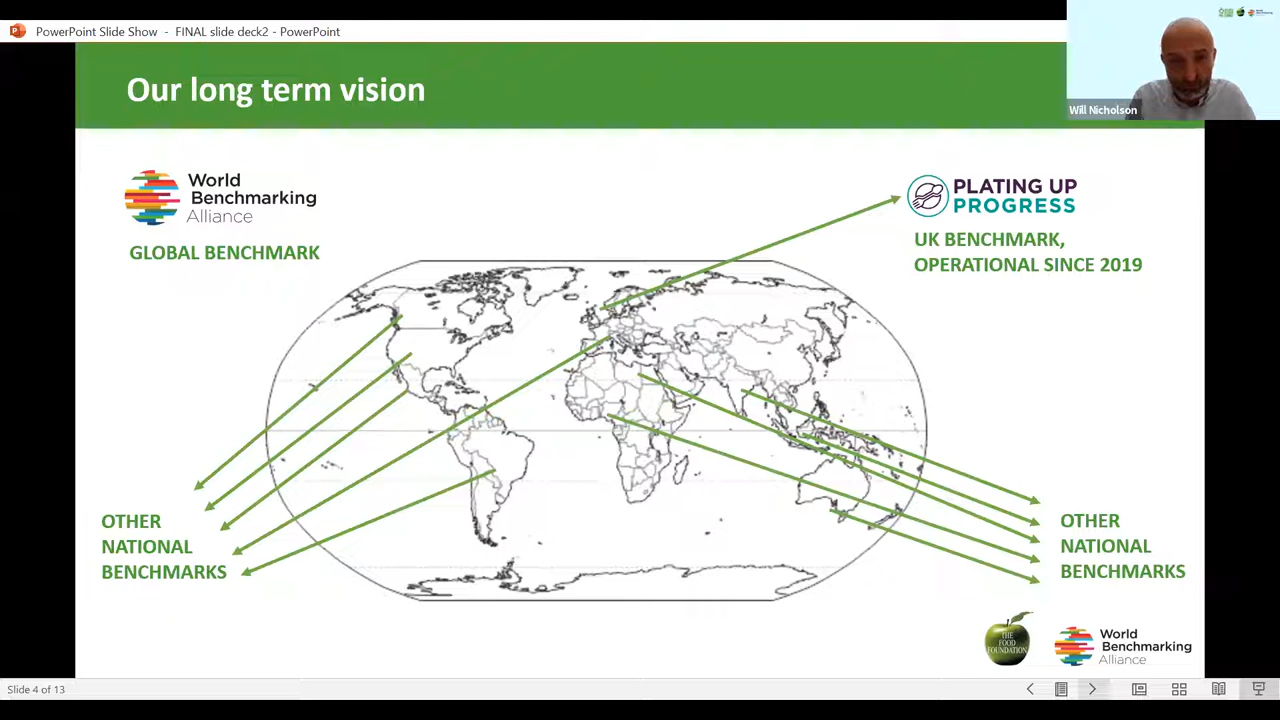 PowerPoint Slide Show - FINAL slide deck2 - PowerPoint
Our long term vision
Will Nicholson
World
Benchmarking
Alliance
GLOBAL BENCHMARK
PLATING UP
PROGRESS
UK BENCHMARK,
OPERATIONAL SINCE 2019
OTHER
NATIONAL
BENCHMARKS
OTHER
NATIONAL
BENCHMARKS
THE
FOOD
FOUNDATION
World
Benchmarking
Alliance
Slide 4 of 13